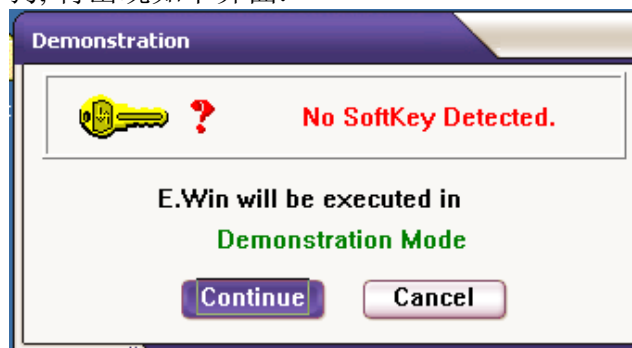 Demonstration
?
No SoftKey Detected.
E.Win will be executed in
Demonstration Mode
Continue
Cancel